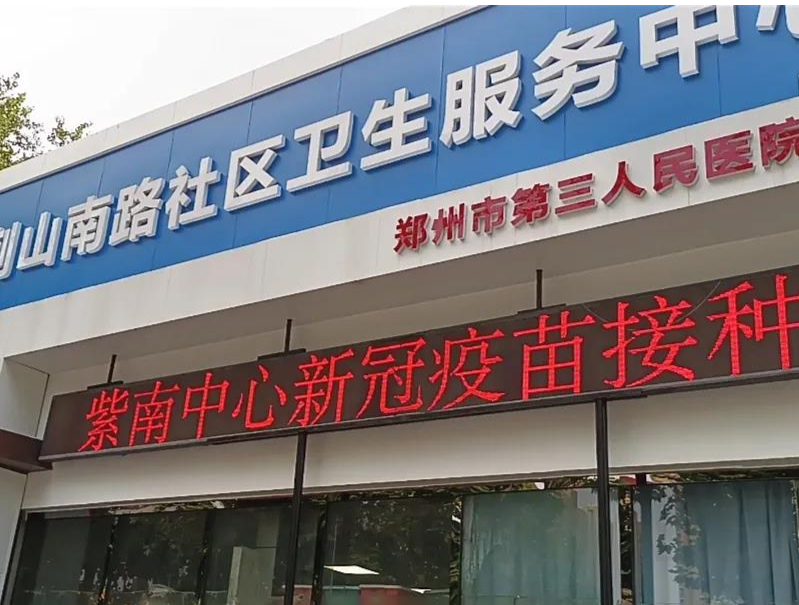 山南路社区卫生服务中心
郑州市第三人民医院
紫南中心新冠疫苗接种